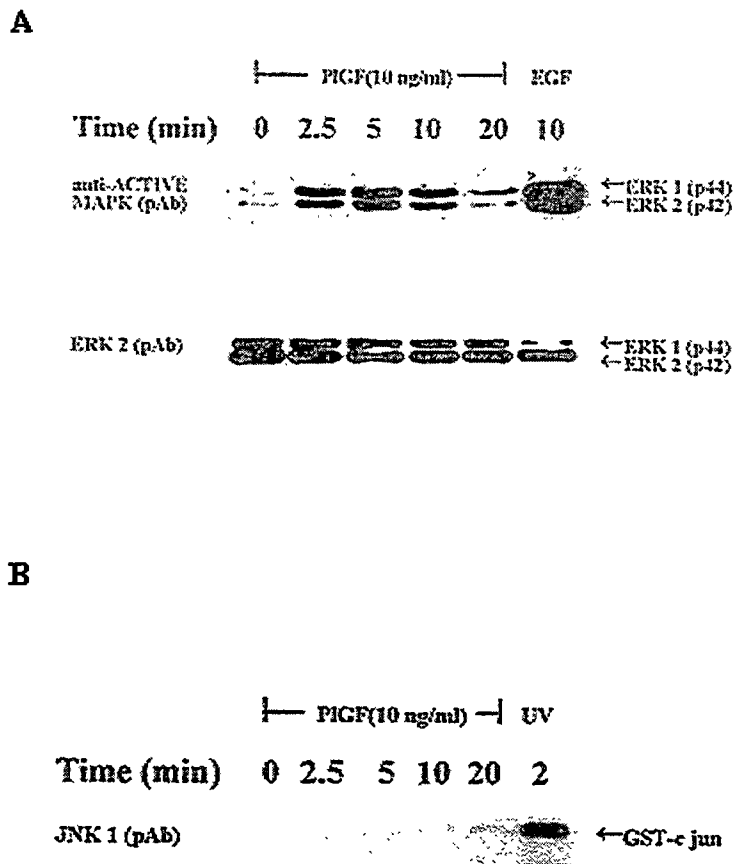 A
PlGF(10 ng/ml) EGF
Time (min) 0 2.5 5 10 20 10
anti-ACTIVE
MAPK (pAb)
←ERK 1 (p44)
←ERK 2 (p42)
ERK 2 (pAb)
←ERK 1 (p44)
←ERK 2 (p42)
B
PlGF(10 ng/ml) UV
Time (min) 0 2.5 5 10 20 2
JNK 1 (pAb) ←GST-c jun